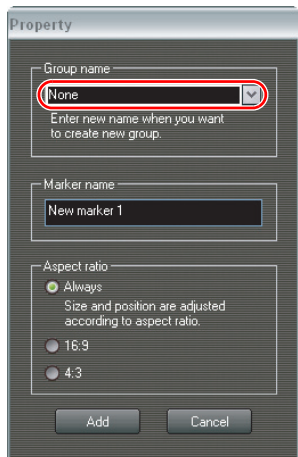 Property
Group name
None
Enter new name when you want
to create new group.
Marker name
New marker 1
Aspect ratio
Always
Size and position are adjusted
according to aspect ratio.
16:9
4:3
Add Cancel